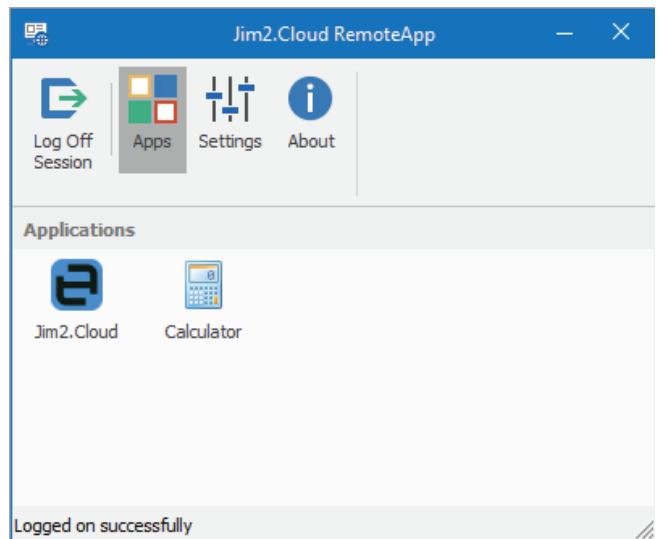 Jim2.Cloud RemoteApp
Log Off
Session
Apps
Settings
About
Applications
Jim2.Cloud
Calculator
Logged on successfully